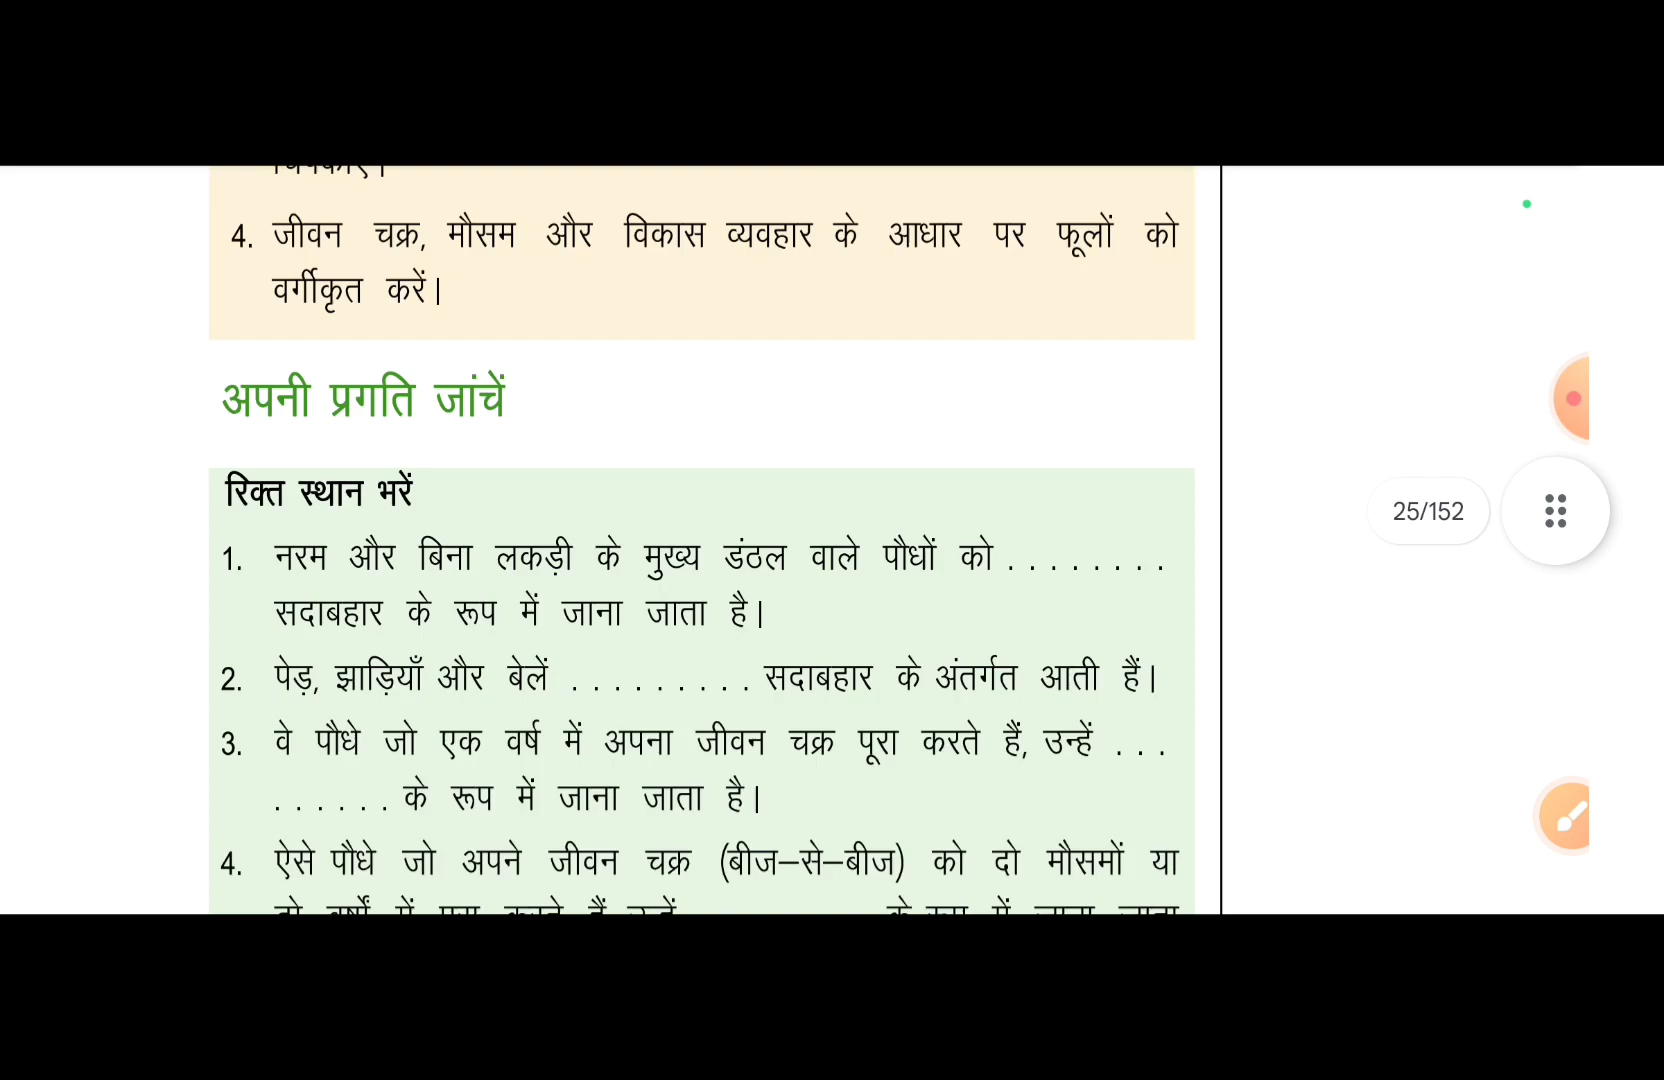 4. जीवन चक्र, मौसम और विकास व्यवहार के आधार पर फूलों को
वर्गीकृत करें।
अपनी प्रगति जांचें
रिक्त स्थान भरें
1. नरम और बिना लकड़ी के मुख्य डंठल वाले पौधों को . . . . . . . .
सदाबहार के रूप में जाना जाता है।
2. पेड़, झाड़ियाँ और बेलें . . . . . . . . . सदाबहार के अंतर्गत आती हैं।
3. वे पौधे जो एक वर्ष में अपना जीवन चक्र पूरा करते हैं, उन्हें . . .
. . . . . . के रूप में जाना जाता है।
25/152
4. ऐसे पौधे जो अपने जीवन चक्र (बीज–से–बीज) को दो मौसमों या